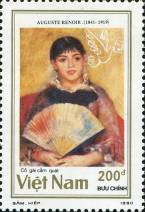 AUGUSTE RENOIR (1841-1919)
Cô gái cầm quạt
200đ
Việt Nam
BƯU CHÍNH
1990